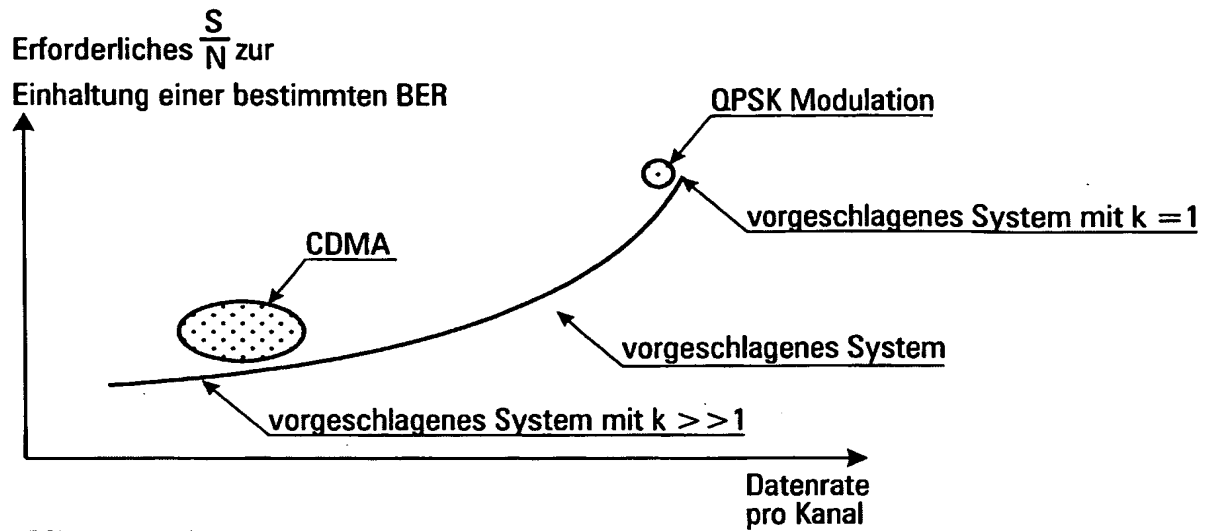 Erforderliches S/N zur
Einhaltung einer bestimmten BER
QPSK Modulation
vorgeschlagenes System mit k = 1
CDMA
vorgeschlagenes System
vorgeschlagenes System mit k >>1
Datenrate
pro Kanal